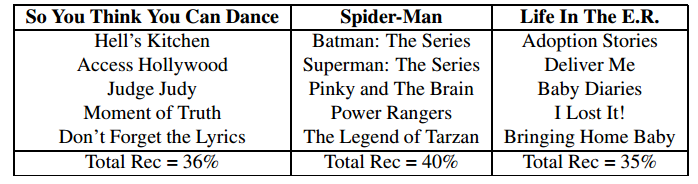 So You Think You Can Dance Spider-Man Life In The E.R.
Hell's Kitchen Batman: The Series Adoption Stories
Access Hollywood Superman: The Series Deliver Me
Judge Judy Pinky and The Brain Baby Diaries
Moment of Truth Power Rangers I Lost It!
Don't Forget the Lyrics The Legend of Tarzan Bringing Home Baby
Total Rec = 36% Total Rec = 40% Total Rec = 35%